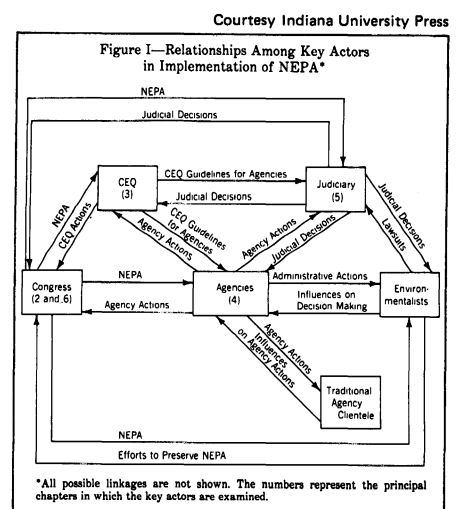 Courtesy Indiana University Press
Figure I—Relationships Among Key Actors
in Implementation of NEPA*
NEPA
Judicial Decisions
CEQ
(3)
CEQ Guidelines for Agencies
Judicial Decisions
Judiciary
(5)
NEPA
CEQ Actions
CEQ Guidelines
for Agencies
Agency Actions
Agency Actions
Judicial Decisions
Judicial Decisions
Lawsuits
Congress
(2 and 6)
NEPA
Agency Actions
Agencies
(4)
Administrative Actions
Influences on
Decision Making
Environ-
mentalists
Agency Actions
Influences
on Agency Actions
Traditional
Agency
Clientele
NEPA
Efforts to Preserve NEPA
*All possible linkages are not shown. The numbers represent the principal
chapters in which the key actors are examined.